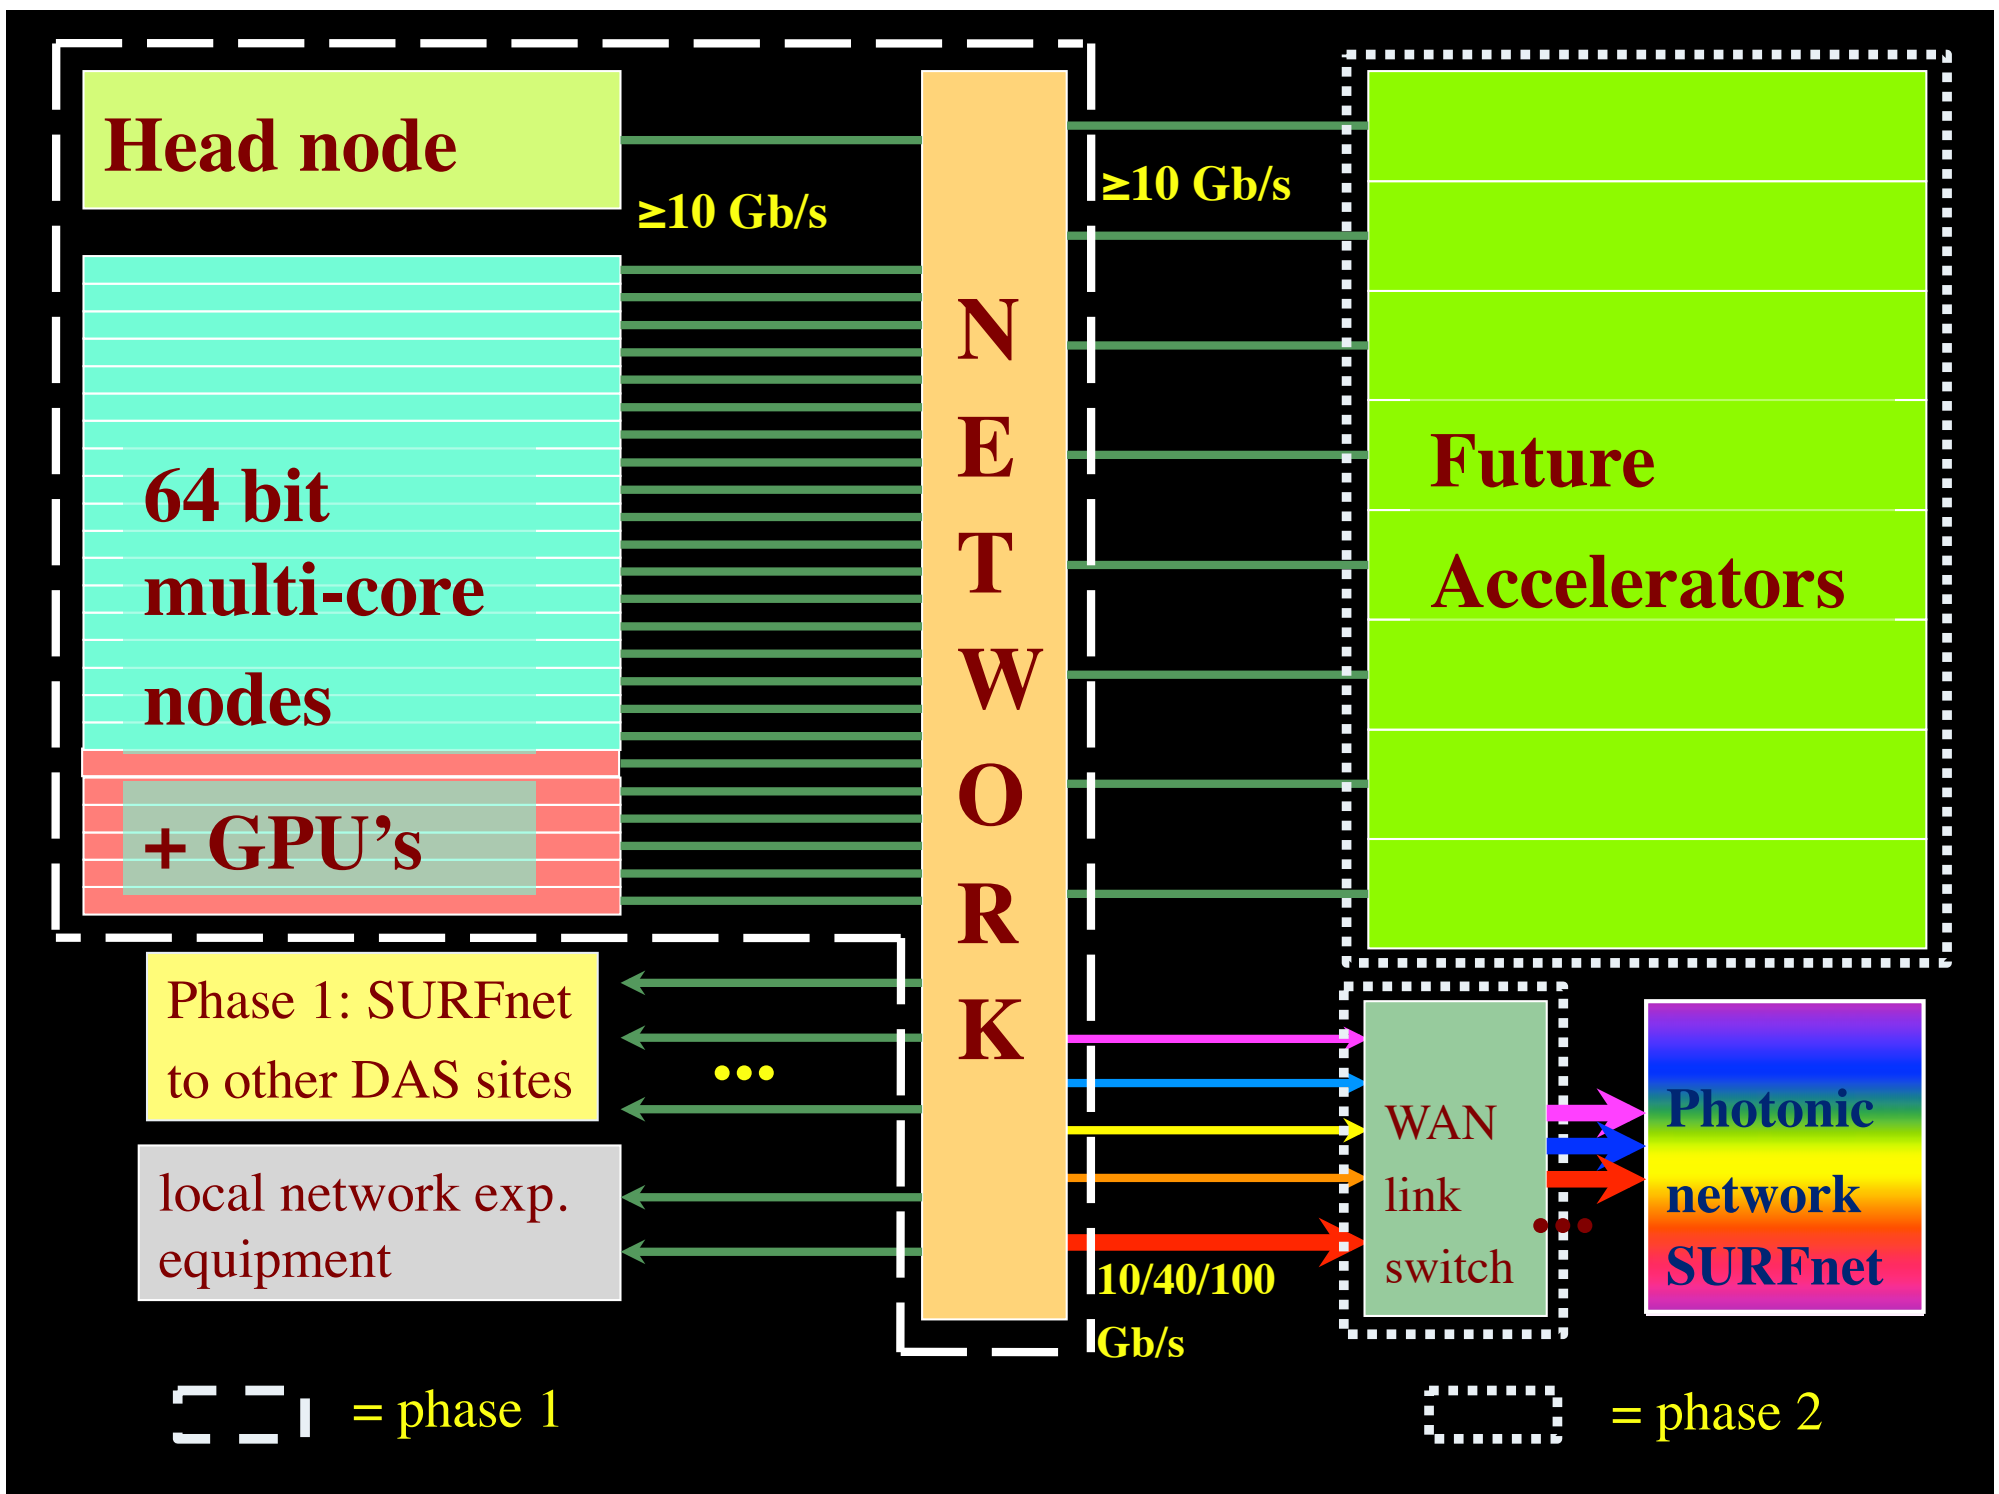 Head node
≥10 Gb/s
≥10 Gb/s
64 bit
multi-core
nodes
+ GPU's
N
E
T
W
O
R
K
Future
Accelerators
Phase 1: SURFnet
to other DAS sites
•••
local network exp.
equipment
10/40/100
Gb/s
WAN
link
switch
•••
Photonic
network
SURFnet
= phase 1
= phase 2